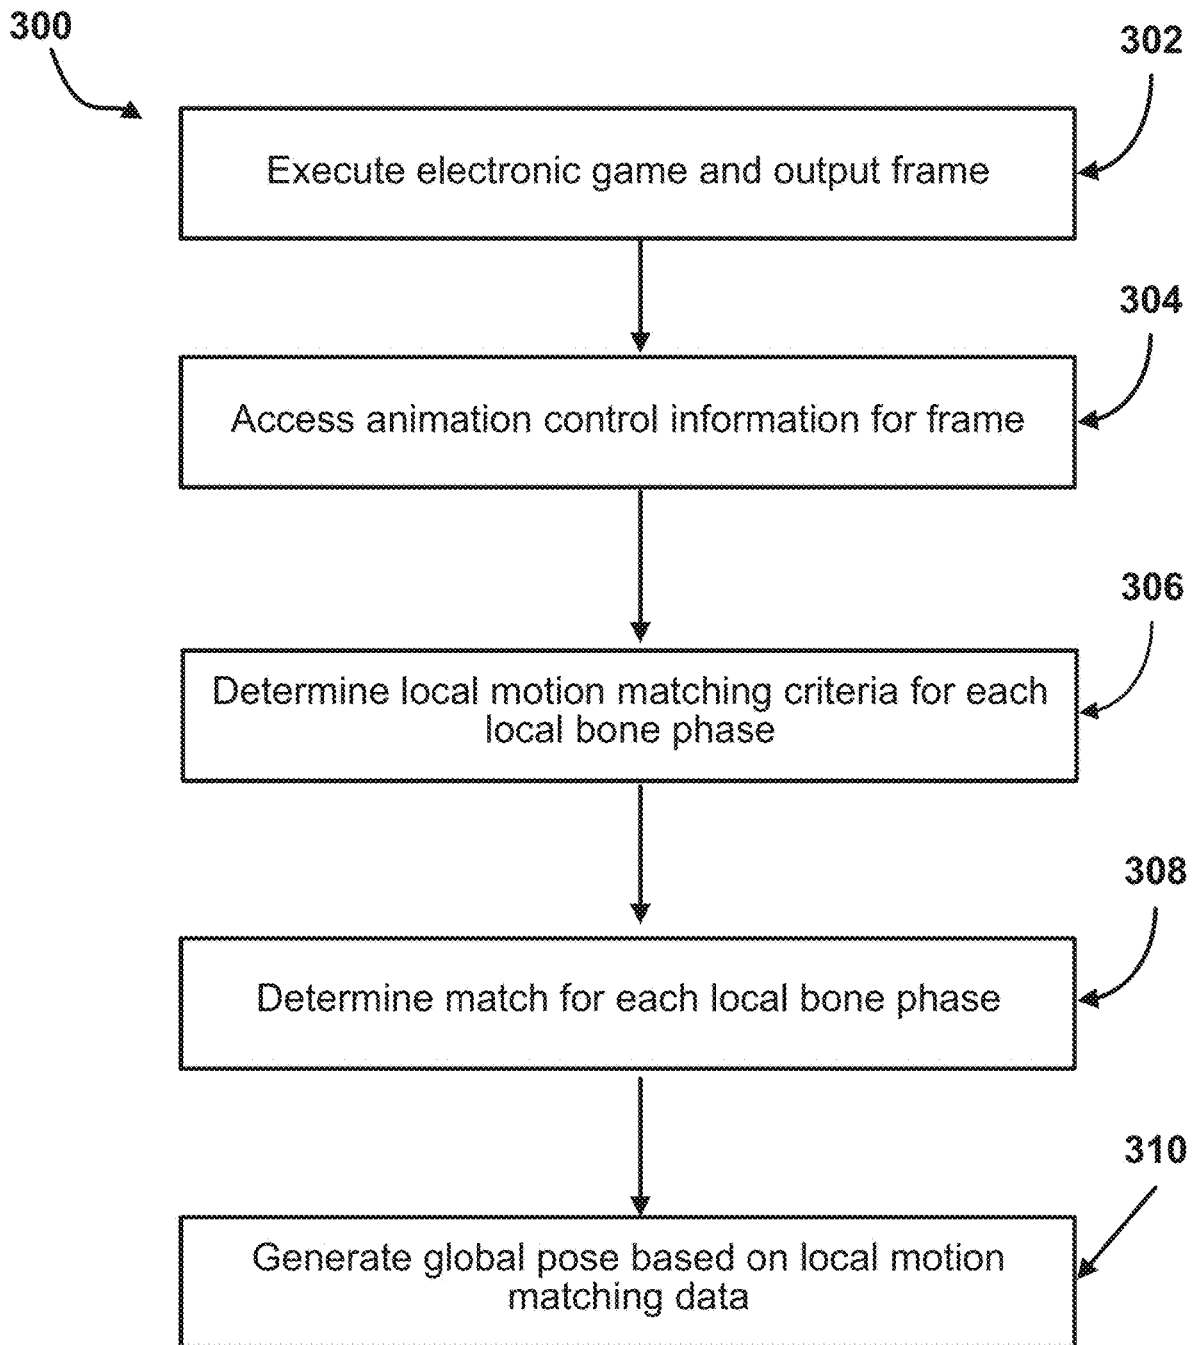 300
302
Execute electronic game and output frame
304
Access animation control information for frame
306
Determine local motion matching criteria for each
local bone phase
308
Determine match for each local bone phase
310
Generate global pose based on local motion
matching data